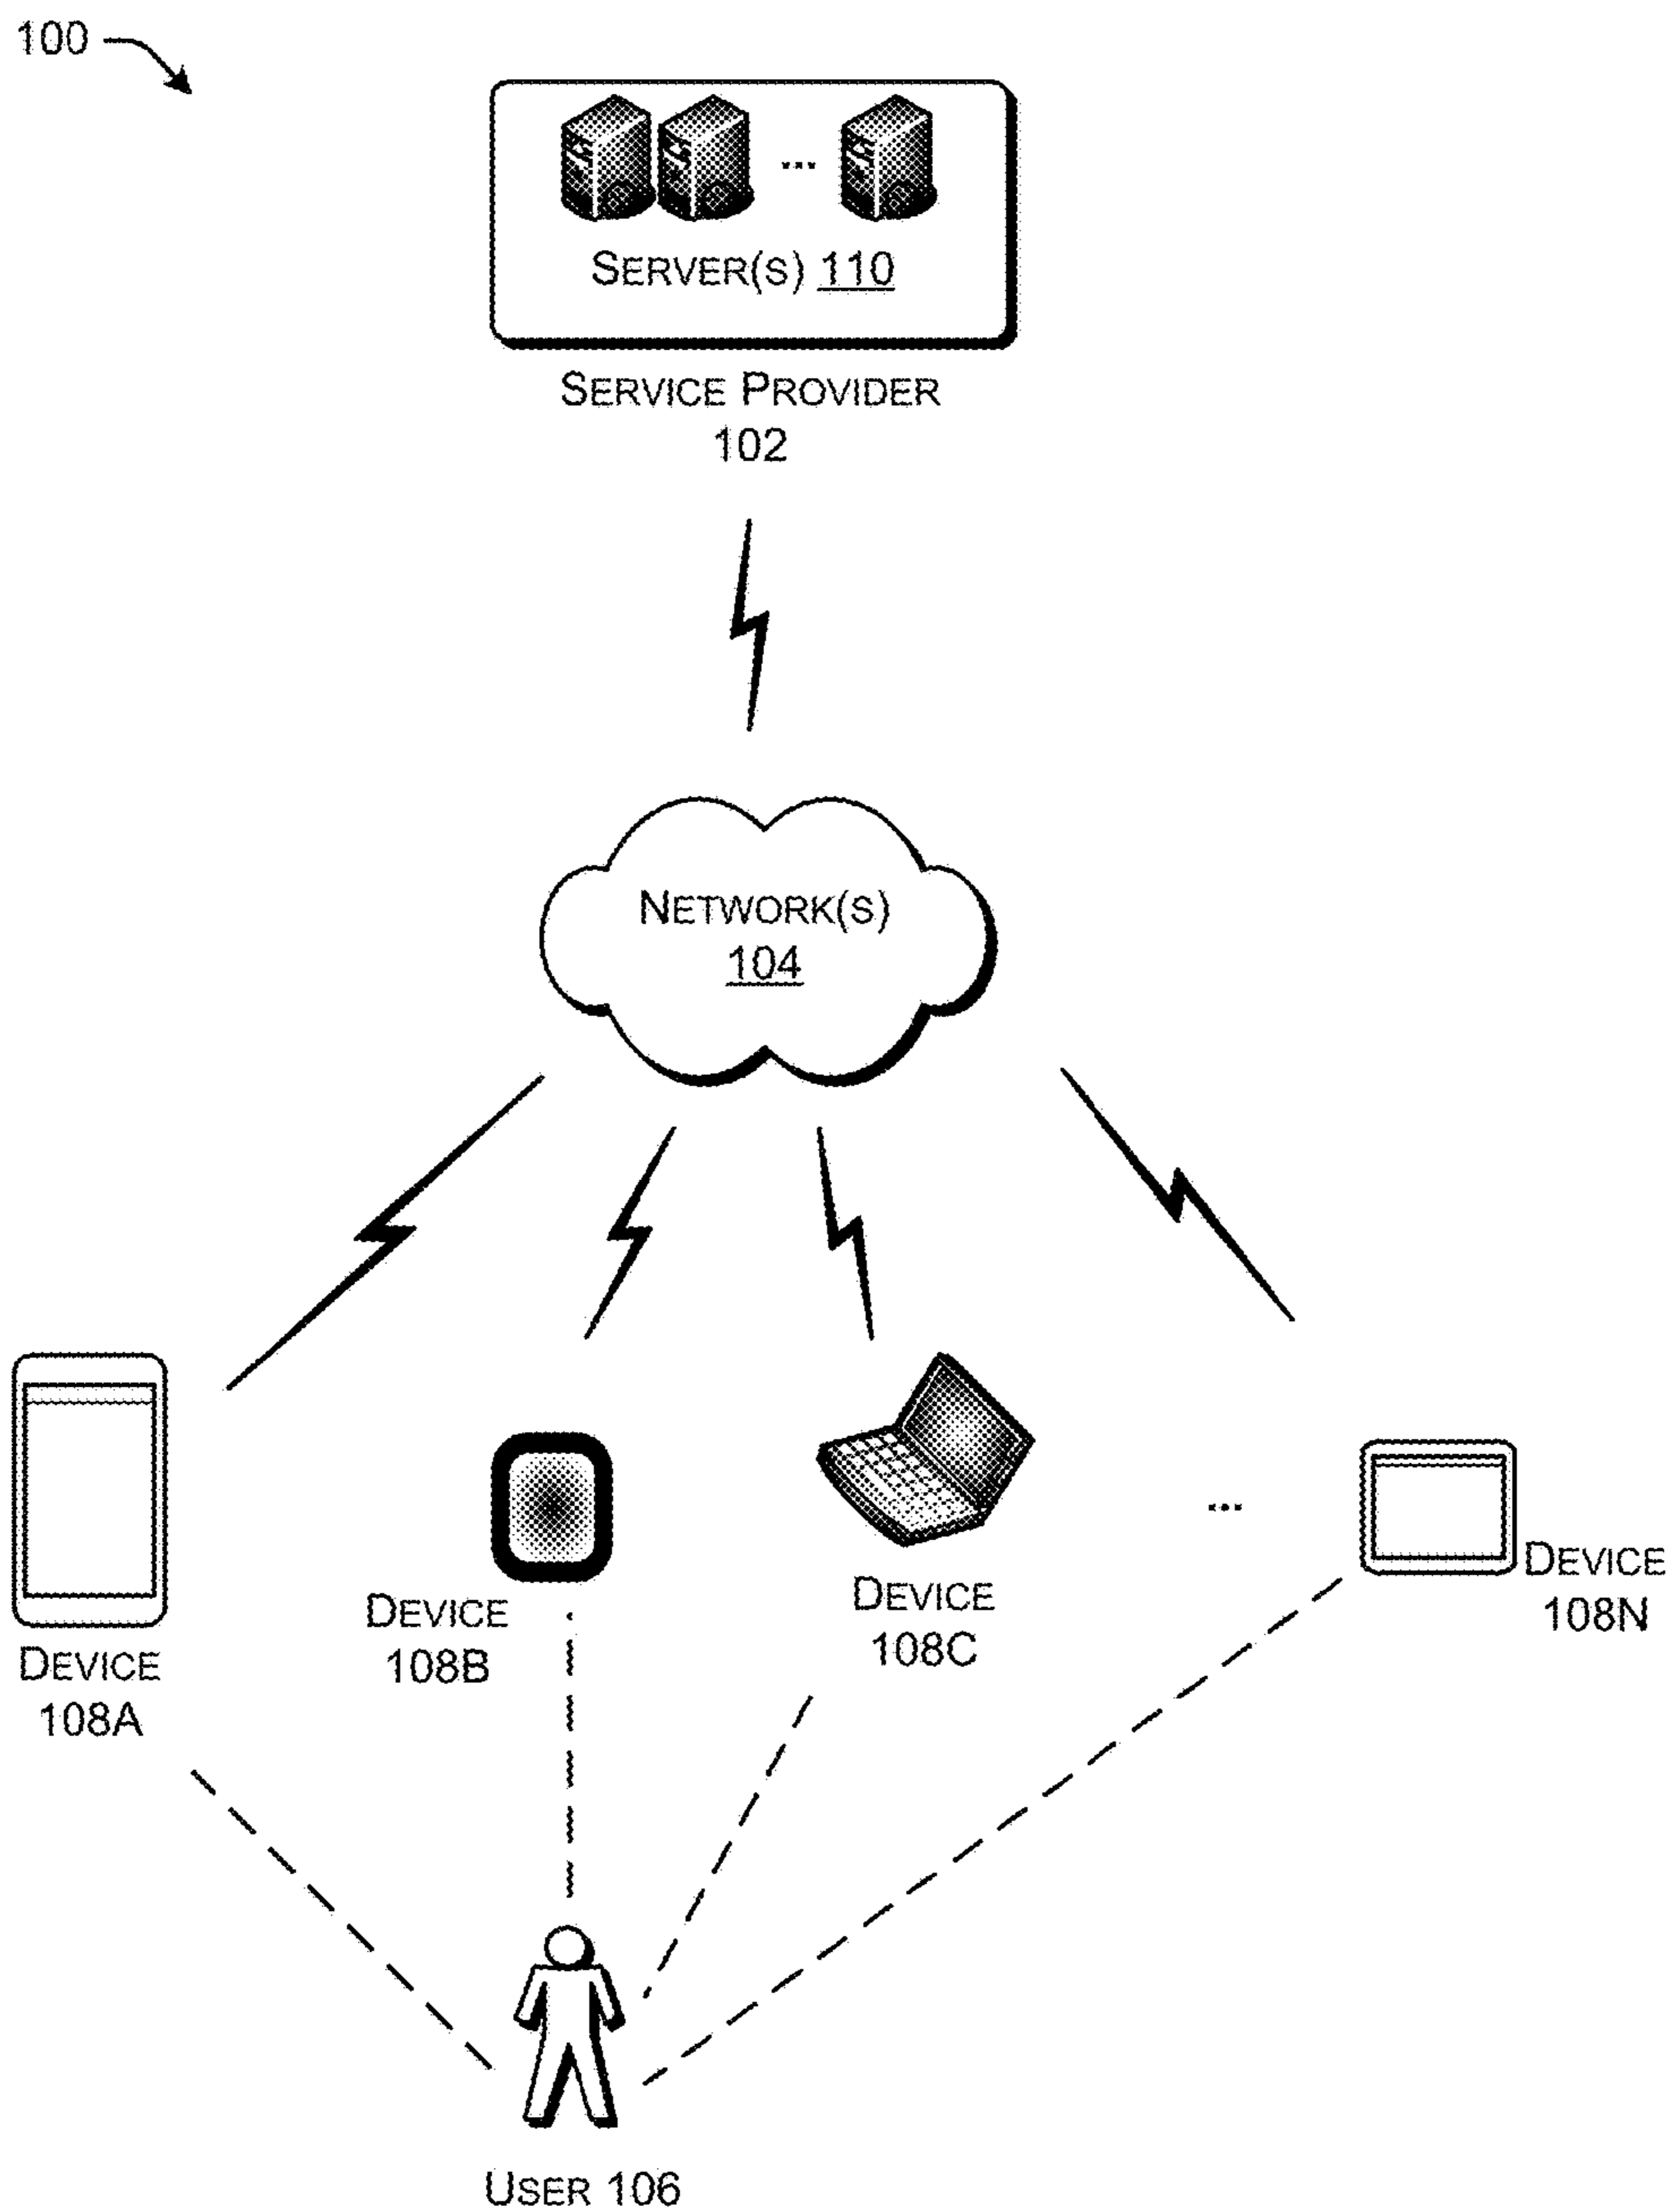 100
SERVER(S) 110
SERVICE PROVIDER
102
NETWORK(S)
104
DEVICE
108A
DEVICE
108B
DEVICE
108C
...
DEVICE
108N
USER 106